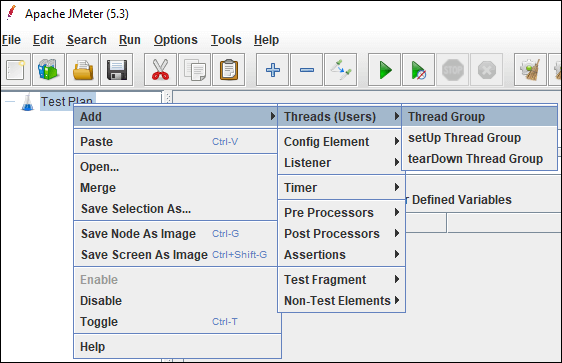 Apache JMeter (5.3)
File Edit Search Run Options Tools Help
Test Plan
Add
Paste Ctrl-V
Open...
Merge
Save Selection As...
Save Node As Image Ctrl-G
Save Screen As Image Ctrl+Shift-G
Enable
Disable
Toggle Ctrl-T
Help
Threads (Users)
Config Element
Listener
Timer
Pre Processors
Post Processors
Assertions
Test Fragment
Non-Test Elements
Thread Group
setUp Thread Group
tearDown Thread Group
r Defined Variables